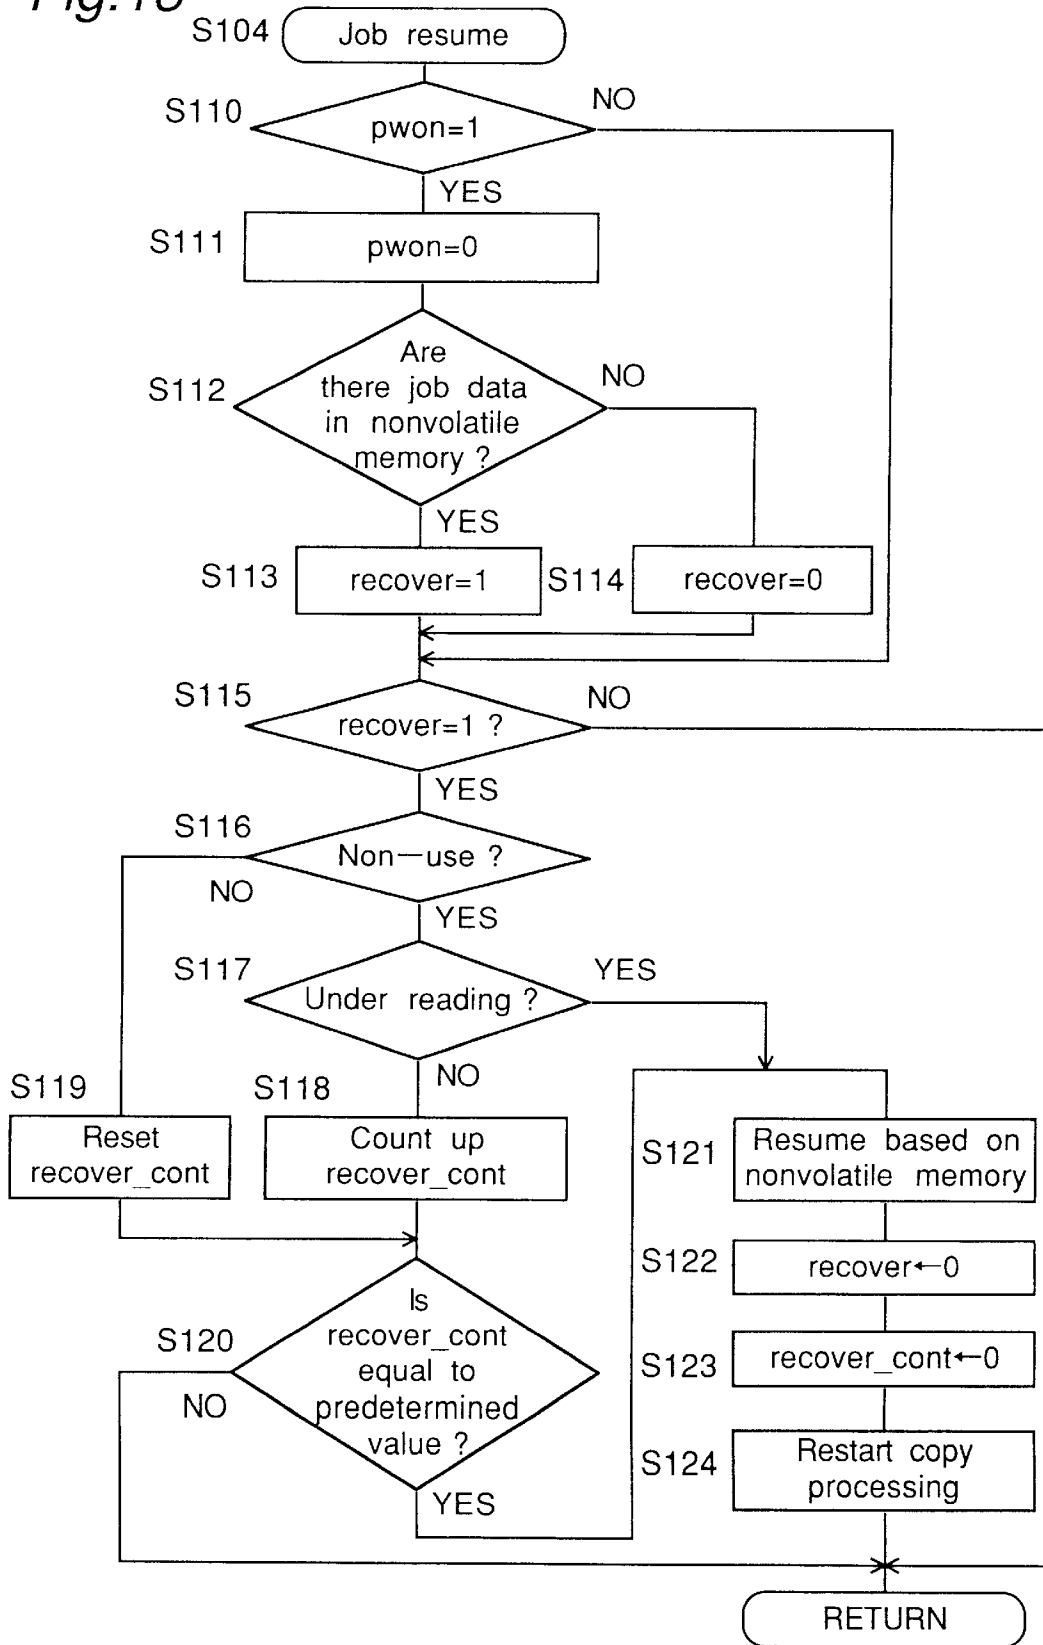 S104
Job resume
S110
pwon=1
NO
YES
S111
pwon=0
S112
Are
there job data
in nonvolatile
memory ?
NO
YES
S113
recover=1
S114
recover=0
S115
recover=1 ?
NO
YES
S116
Non—use ?
NO
YES
S117
Under reading ?
YES
NO
S119
Reset
recover_cont
S118
Count up
recover_cont
S121
Resume based on
nonvolatile memory
S122
recover←0
S120
Is
recover_cont
equal to
predetermined
value ?
NO
YES
S123
recover_cont←0
S124
Restart copy
processing
RETURN